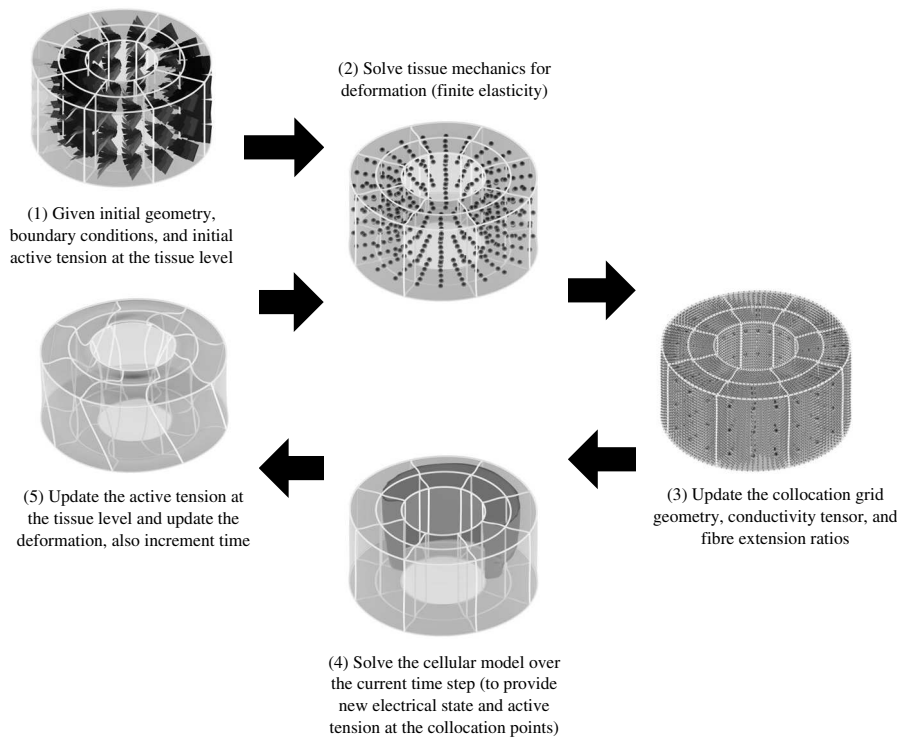 (1) Given initial geometry,
boundary conditions, and initial
active tension at the tissue level
(2) Solve tissue mechanics for
deformation (finite elasticity)
(3) Update the collocation grid
geometry, conductivity tensor, and
fibre extension ratios
(4) Solve the cellular model over
the current time step (to provide
new electrical state and active
tension at the collocation points)
(5) Update the active tension at
the tissue level and update the
deformation, also increment time